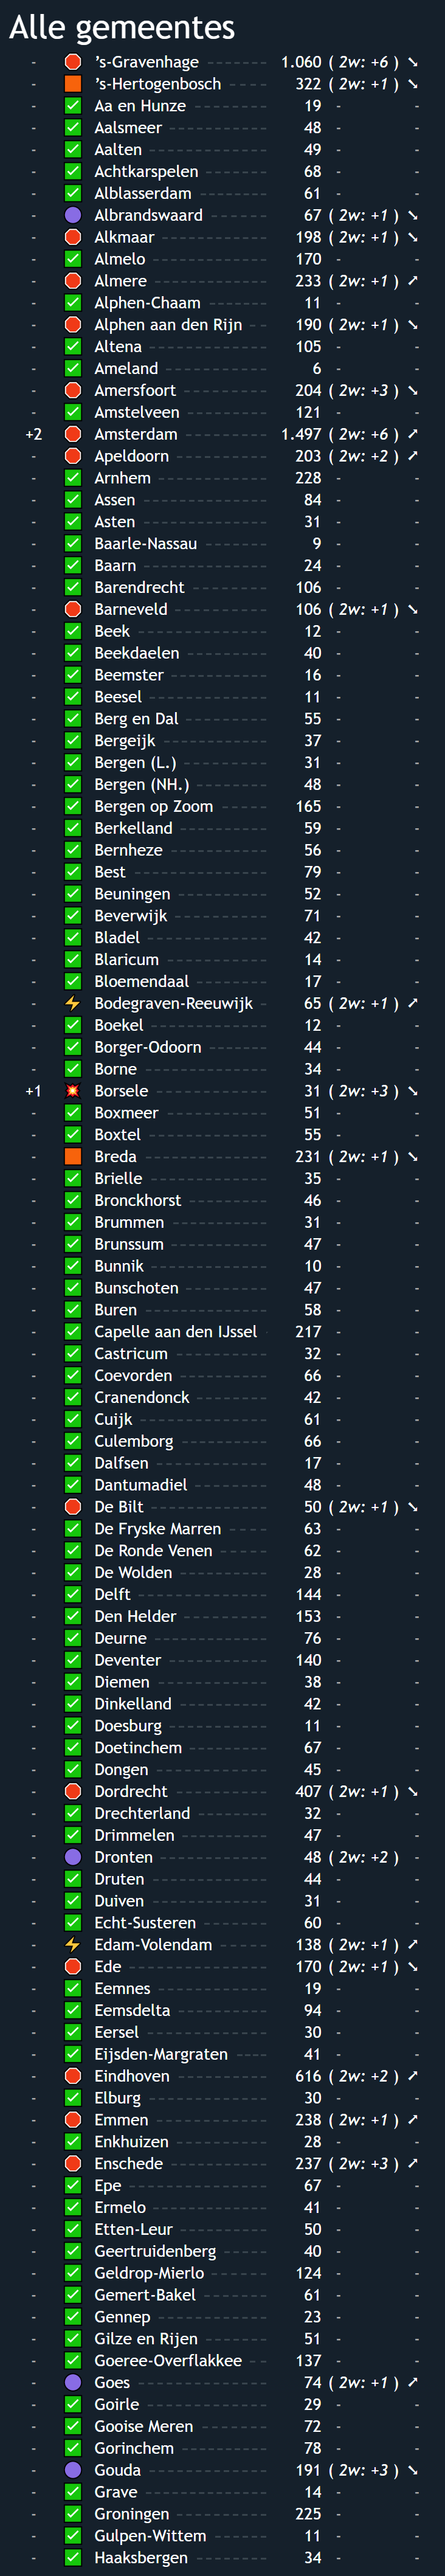 Alle gemeentes
- 's-Gravenhage 1.060 ( 2w: +6 ) ➘
- 's-Hertogenbosch 322 ( 2w: +1 ) ➘
- Aa en Hunze 19 - -
- Aalsmeer 48 - -
- Aalten 49 - -
- Achtkarspelen 68 - -
- Alblasserdam 61 - -
- Albrandswaard 67 ( 2w: +1 ) ➘
- Alkmaar 198 ( 2w: +1 ) ➘
- Almelo 170 - -
- Almere 233 ( 2w: +1 ) ➚
- Alphen-Chaam 11 - -
- Alphen aan den Rijn 190 ( 2w: +1 ) ➘
- Altena 105 - -
- Ameland 6 - -
- Amersfoort 204 ( 2w: +3 ) ➘
- Amstelveen 121 - -
+2 Amsterdam 1.497 ( 2w: +6 ) ➚
- Apeldoorn 203 ( 2w: +2 ) ➚
- Arnhem 228 - -
- Assen 84 - -
- Asten 31 - -
- Baarle-Nassau 9 - -
- Baarn 24 - -
- Barendrecht 106 - -
- Barneveld 106 ( 2w: +1 ) ➘
- Beek 12 - -
- Beekdaelen 40 - -
- Beemster 16 - -
- Beesel 11 - -
- Berg en Dal 55 - -
- Bergeijk 37 - -
- Bergen (L.) 31 - -
- Bergen (NH.) 48 - -
- Bergen op Zoom 165 - -
- Berkelland 59 - -
- Bernheze 56 - -
- Best 79 - -
- Beuningen 52 - -
- Beverwijk 71 - -
- Bladel 42 - -
- Blaricum 14 - -
- Bloemendaal 17 - -
- Bodegraven-Reeuwijk 65 ( 2w: +1 ) ➚
- Boekel 12 - -
- Borger-Odoorn 44 - -
- Borne 34 - -
+1 Borsele 31 ( 2w: +3 ) ➘
- Boxmeer 51 - -
- Boxtel 55 - -
- Breda 231 ( 2w: +1 ) ➘
- Brielle 35 - -
- Bronckhorst 46 - -
- Brummen 31 - -
- Brunssum 47 - -
- Bunnik 10 - -
- Bunschoten 47 - -
- Buren 58 - -
- Capelle aan den IJssel 217 - -
- Castricum 32 - -
- Coevorden 66 - -
- Cranendonck 42 - -
- Cuijk 61 - -
- Culemborg 66 - -
- Dalfsen 17 - -
- Dantumadiel 48 - -
- De Bilt 50 ( 2w: +1 ) ➘
- De Fryske Marren 63 - -
- De Ronde Venen 62 - -
- De Wolden 28 - -
- Delft 144 - -
- Den Helder 153 - -
- Deurne 76 - -
- Deventer 140 - -
- Diemen 38 - -
- Dinkelland 42 - -
- Doesburg 11 - -
- Doetinchem 67 - -
- Dongen 45 - -
- Dordrecht 407 ( 2w: +1 ) ➘
- Drechterland 32 - -
- Drimmelen 47 - -
- Dronten 48 ( 2w: +2 ) -
- Druten 44 - -
- Duiven 31 - -
- Echt-Susteren 60 - -
- Edam-Volendam 138 ( 2w: +1 ) ➚
- Ede 170 ( 2w: +1 ) ➘
- Eemnes 19 - -
- Eemsdelta 94 - -
- Eersel 30 - -
- Eijsden-Margraten 41 - -
- Eindhoven 616 ( 2w: +2 ) ➚
- Elburg 30 - -
- Emmen 238 ( 2w: +1 ) ➚
- Enkhuizen 28 - -
- Enschede 237 ( 2w: +3 ) ➚
- Epe 67 - -
- Ermelo 41 - -
- Etten-Leur 50 - -
- Geertruidenberg 40 - -
- Geldrop-Mierlo 124 - -
- Gemert-Bakel 61 - -
- Gennep 23 - -
- Gilze en Rijen 51 - -
- Goeree-Overflakkee 137 - -
- Goes 74 ( 2w: +1 ) ➚
- Goirle 29 - -
- Gooise Meren 72 - -
- Gorinchem 78 - -
- Gouda 191 ( 2w: +3 ) ➘
- Grave 14 - -
- Groningen 225 - -
- Gulpen-Wittem 11 - -
- Haaksbergen 34 - -